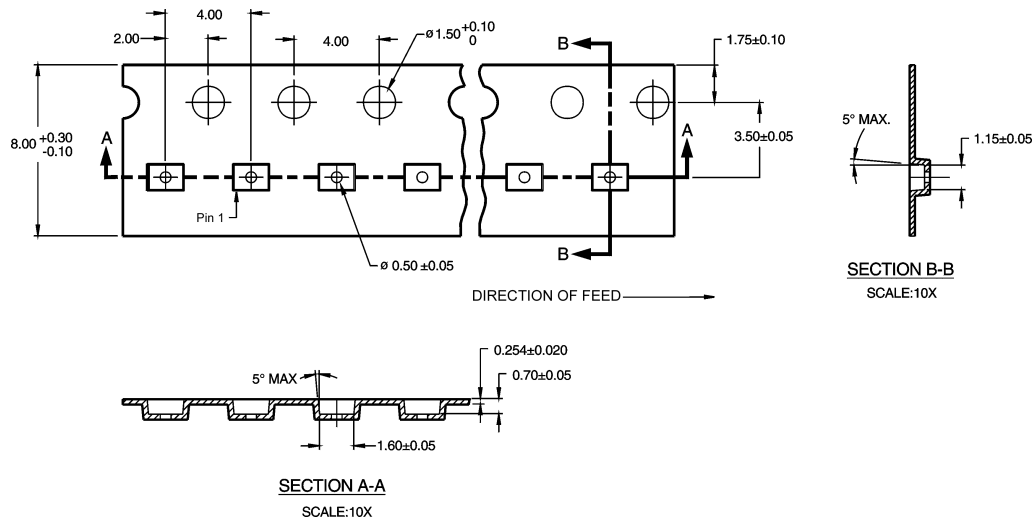 4.00
2.00
4.00
ø1.50 +0.10
0
B
1.75±0.10
8.00 +0.30
-0.10
A
A
3.50±0.05
5° MAX.
1.15±0.05
Pin 1
ø 0.50 ±0.05
B
SECTION B-B
SCALE:10X
DIRECTION OF FEED
0.254±0.020
5° MAX
0.70±0.05
1.60±0.05
SECTION A-A
SCALE:10X